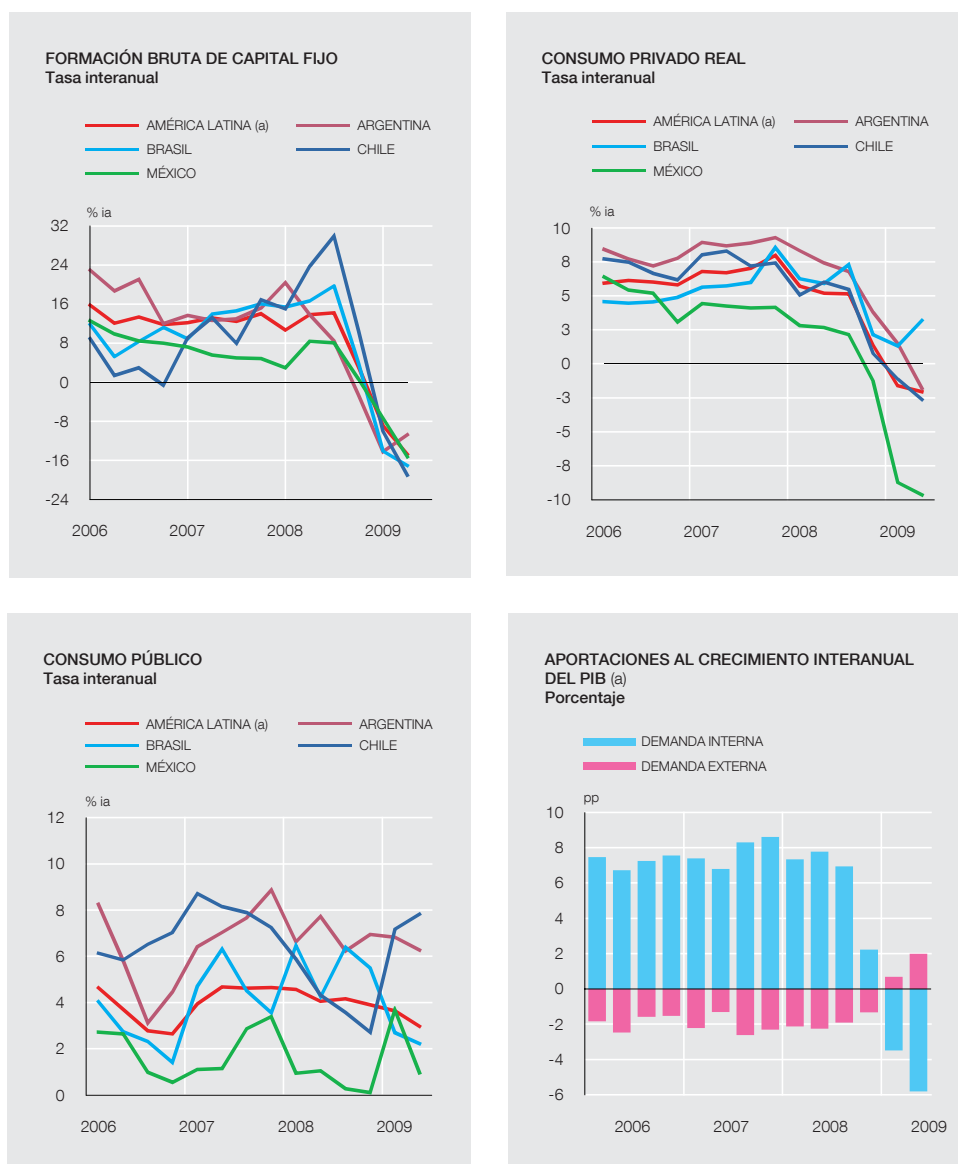 FORMACIÓN BRUTA DE CAPITAL FIJO
Tasa interanual
AMÉRICA LATINA (a)
ARGENTINA
BRASIL
CHILE
MÉXICO
% ia
32
24
16
8
0
-8
-16
-24
2006 2007 2008 2009
CONSUMO PRIVADO REAL
Tasa interanual
AMÉRICA LATINA (a)
ARGENTINA
BRASIL
CHILE
MÉXICO
% ia
10
8
5
3
0
-3
-5
-8
-10
2006 2007 2008 2009
CONSUMO PÚBLICO
Tasa interanual
AMÉRICA LATINA (a)
ARGENTINA
BRASIL
CHILE
MÉXICO
% ia
12
10
8
6
4
2
0
2006 2007 2008 2009
APORTACIONES AL CRECIMIENTO INTERANUAL
DEL PIB (a)
Porcentaje
DEMANDA INTERNA
DEMANDA EXTERNA
pp
10
8
6
4
2
0
-2
-4
-6
2006 2007 2008 2009